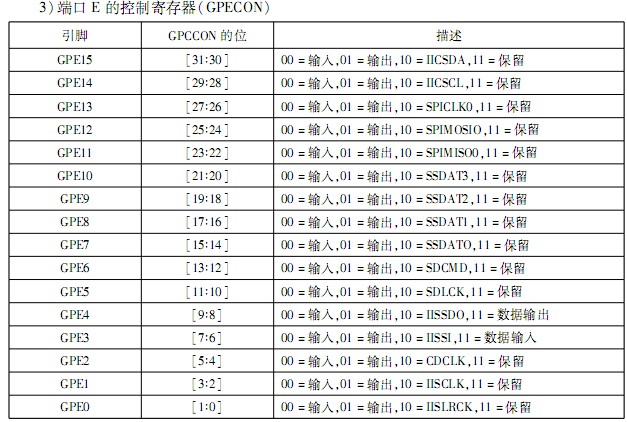 3)端口 E 的控制寄存器(GPECON)
引脚 GPCCON 的位 描述
GPE15 [31:30] 00 = 输入,01 = 输出,10 = IICSDA,11 = 保留
GPE14 [29:28] 00 = 输入,01 = 输出,10 = IICSCL,11 = 保留
GPE13 [27:26] 00 = 输入,01 = 输出,10 = SPICLK0,11 = 保留
GPE12 [25:24] 00 = 输入,01 = 输出,10 = SPIMOSIO,11 = 保留
GPE11 [23:22] 00 = 输入,01 = 输出,10 = SPIMISO0,11 = 保留
GPE10 [21:20] 00 = 输入,01 = 输出,10 = SSDAT3,11 = 保留
GPE9 [19:18] 00 = 输入,01 = 输出,10 = SSDAT2,11 = 保留
GPE8 [17:16] 00 = 输入,01 = 输出,10 = SSDAT1,11 = 保留
GPE7 [15:14] 00 = 输入,01 = 输出,10 = SSDATO,11 = 保留
GPE6 [13:12] 00 = 输入,01 = 输出,10 = SDCMD,11 = 保留
GPE5 [11:10] 00 = 输入,01 = 输出,10 = SDLCK,11 = 保留
GPE4 [9:8] 00 = 输入,01 = 输出,10 = IISSDO,11 = 数据输出
GPE3 [7:6] 00 = 输入,01 = 输出,10 = IISSI,11 = 数据输入
GPE2 [5:4] 00 = 输入,01 = 输出,10 = CDCLK,11 = 保留
GPE1 [3:2] 00 = 输入,01 = 输出,10 = IISCLK,11 = 保留
GPE0 [1:0] 00 = 输入,01 = 输出,10 = IISLRCK,11 = 保留